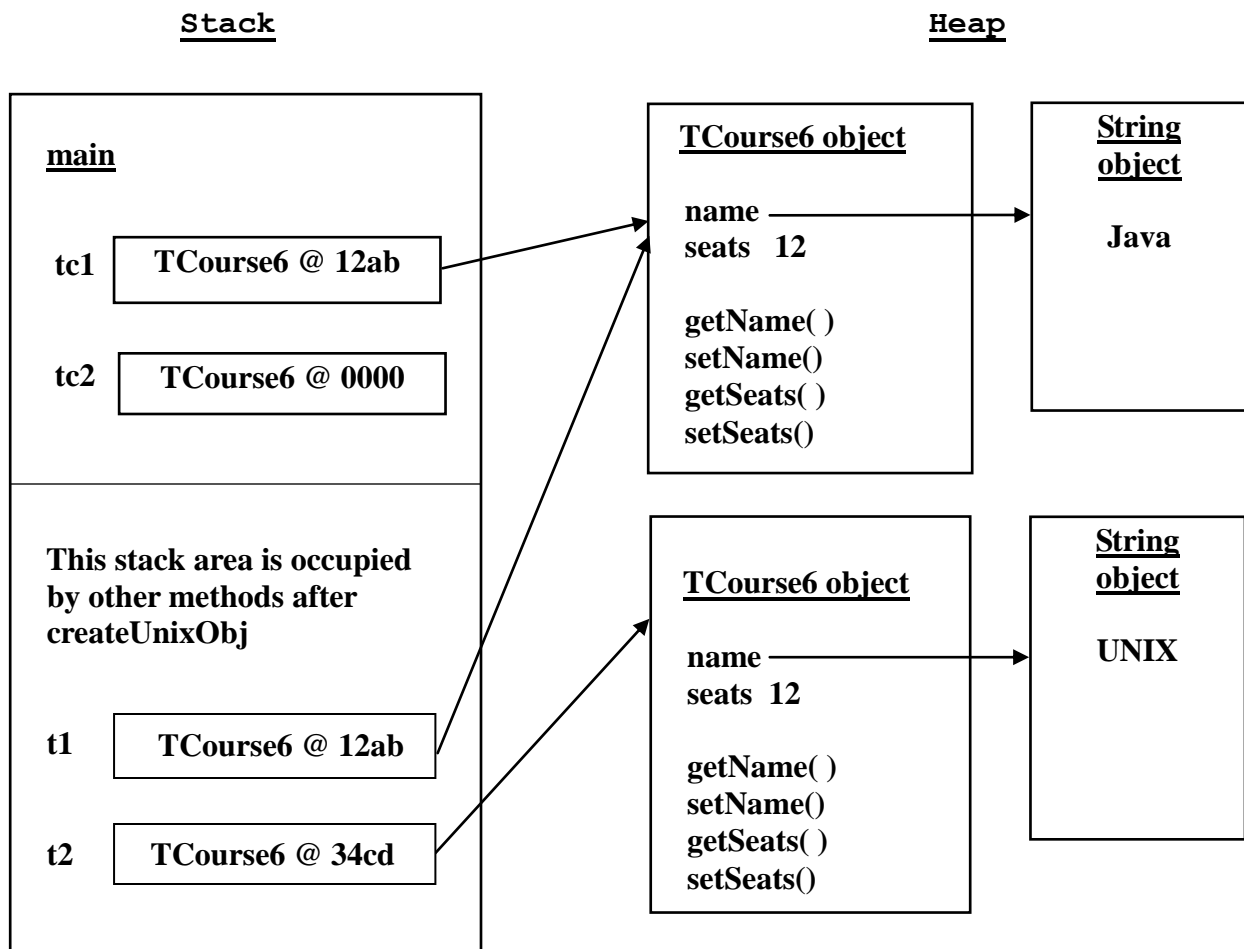 Stack
Heap
main
tc1
TCourse6 @ 12ab
tc2
TCourse6 @ 0000
This stack area is occupied
by other methods after
createUnixObj
t1
TCourse6 @ 12ab
t2
TCourse6 @ 34cd
TCourse6 object
name
seats 12
getName( )
setName()
getSeats( )
setSeats()
String
object
Java
TCourse6 object
name
seats 12
getName( )
setName()
getSeats( )
setSeats()
String
object
UNIX